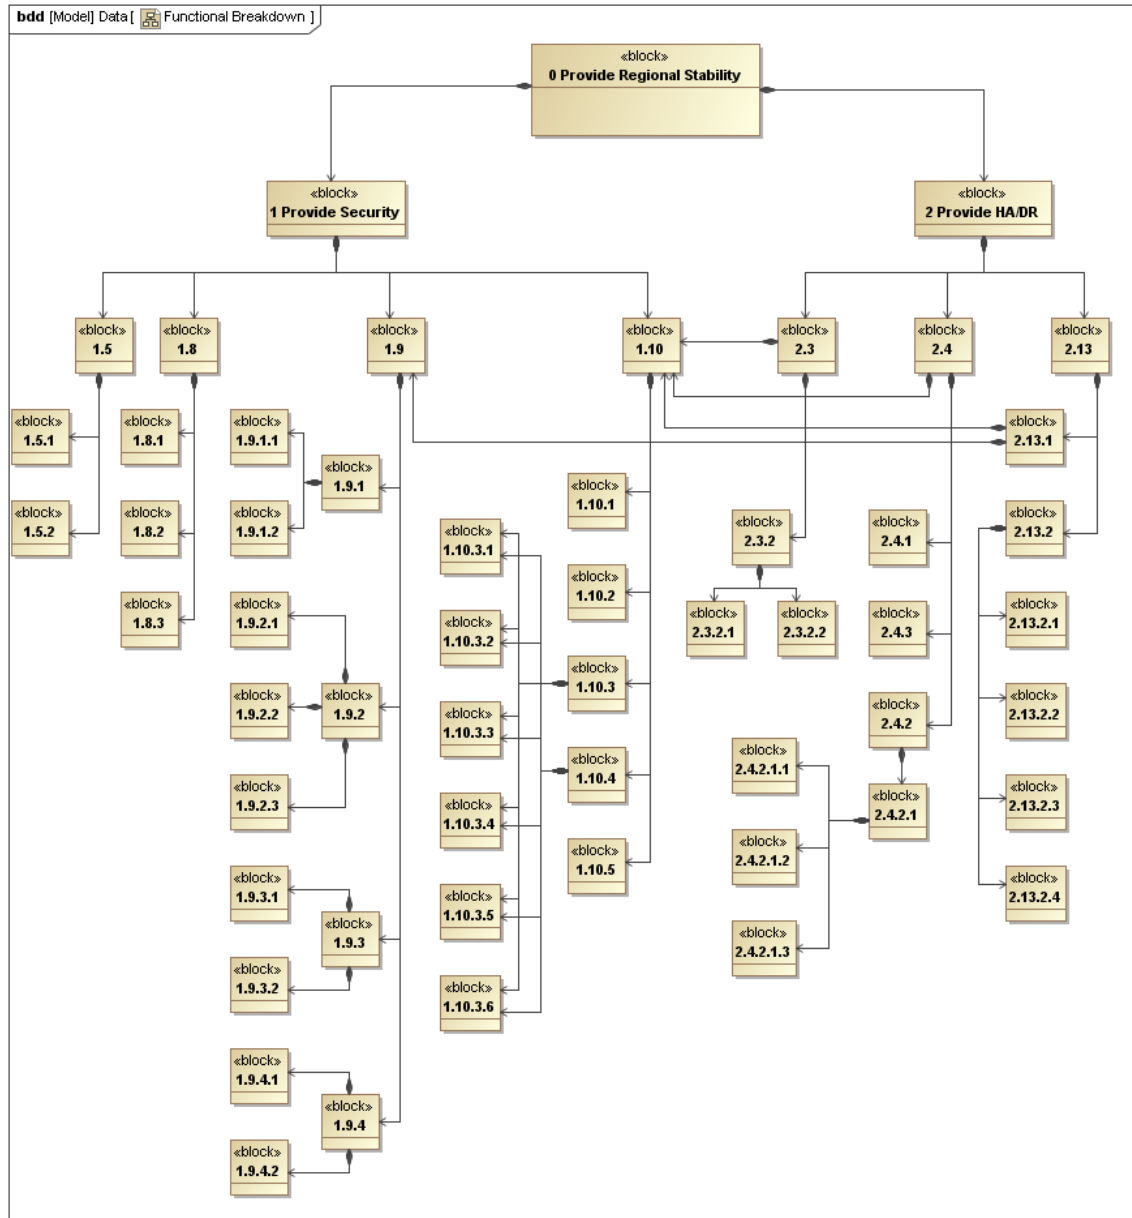 bdd [Model] Data [ Functional Breakdown ]
«block»
0 Provide Regional Stability
«block»
1 Provide Security
«block»
2 Provide HA/DR
«block»
1.5
«block»
1.8
«block»
1.9
«block»
1.10
«block»
2.3
«block»
2.4
«block»
2.13
«block»
1.5.1
«block»
1.5.2
«block»
1.8.1
«block»
1.8.2
«block»
1.8.3
«block»
1.9.1.1
«block»
1.9.1
«block»
1.9.1.2
«block»
1.9.2.1
«block»
1.9.2.2
«block»
1.9.2
«block»
1.9.2.3
«block»
1.9.3.1
«block»
1.9.3
«block»
1.9.3.2
«block»
1.9.4.1
«block»
1.9.4
«block»
1.9.4.2
«block»
1.10.3.1
«block»
1.10.3.2
«block»
1.10.3.3
«block»
1.10.3.4
«block»
1.10.3.5
«block»
1.10.3.6
«block»
1.10.1
«block»
1.10.2
«block»
1.10.3
«block»
1.10.4
«block»
1.10.5
«block»
2.3.2
«block»
2.3.2.1
«block»
2.3.2.2
«block»
2.4.1
«block»
2.4.3
«block»
2.4.2
«block»
2.4.2.1
«block»
2.4.2.1.1
«block»
2.4.2.1.2
«block»
2.4.2.1.3
«block»
2.13.1
«block»
2.13.2
«block»
2.13.2.1
«block»
2.13.2.2
«block»
2.13.2.3
«block»
2.13.2.4